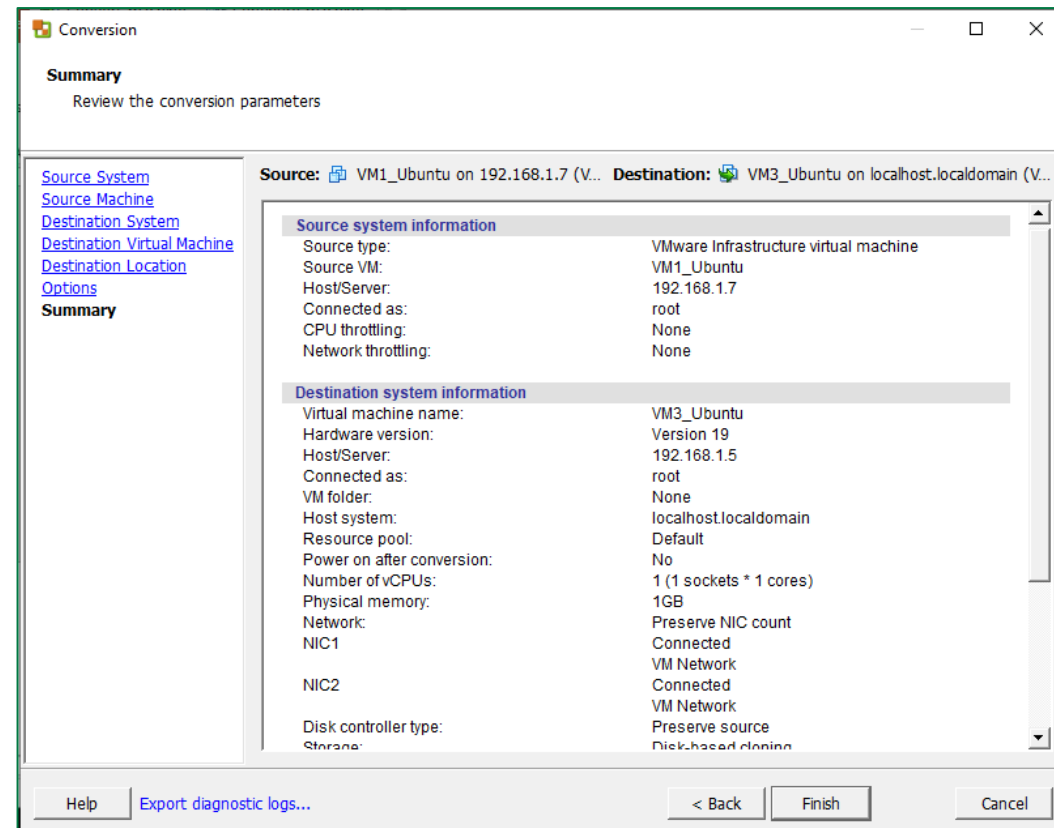 Conversion
Summary
Review the conversion parameters
Source System
Source Machine
Destination System
Destination Virtual Machine
Destination Location
Options
Summary
Source: VM1_Ubuntu on 192.168.1.7 (V... Destination: VM3_Ubuntu on localhost.localdomain (V...
Source system information
Source type: VMware Infrastructure virtual machine
Source VM: VM1_Ubuntu
Host/Server: 192.168.1.7
Connected as: root
CPU throttling: None
Network throttling: None
Destination system information
Virtual machine name: VM3_Ubuntu
Hardware version: Version 19
Host/Server: 192.168.1.5
Connected as: root
VM folder: None
Host system: localhost.localdomain
Resource pool: Default
Power on after conversion: No
Number of vCPUs: 1 (1 sockets * 1 cores)
Physical memory: 1GB
Network: Preserve NIC count
NIC1 Connected
VM Network
NIC2 Connected
VM Network
Disk controller type: Preserve source
Storage: Disk-based cloning
Help Export diagnostic logs... < Back Finish Cancel